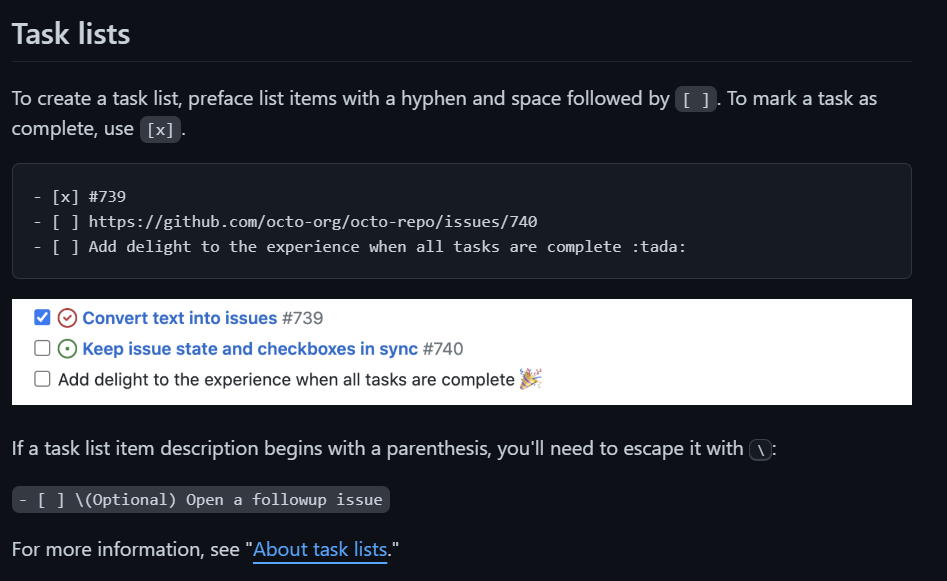 Task lists
To create a task list, preface list items with a hyphen and space followed by [ ]. To mark a task as
complete, use [x].
- [x] #739
- [ ] https://github.com/octo-org/octo-repo/issues/740
- [ ] Add delight to the experience when all tasks are complete :tada:
Convert text into issues #739
Keep issue state and checkboxes in sync #740
Add delight to the experience when all tasks are complete 🎉
If a task list item description begins with a parenthesis, you'll need to escape it with \:
- [ ] \(Optional) Open a followup issue
For more information, see "About task lists."